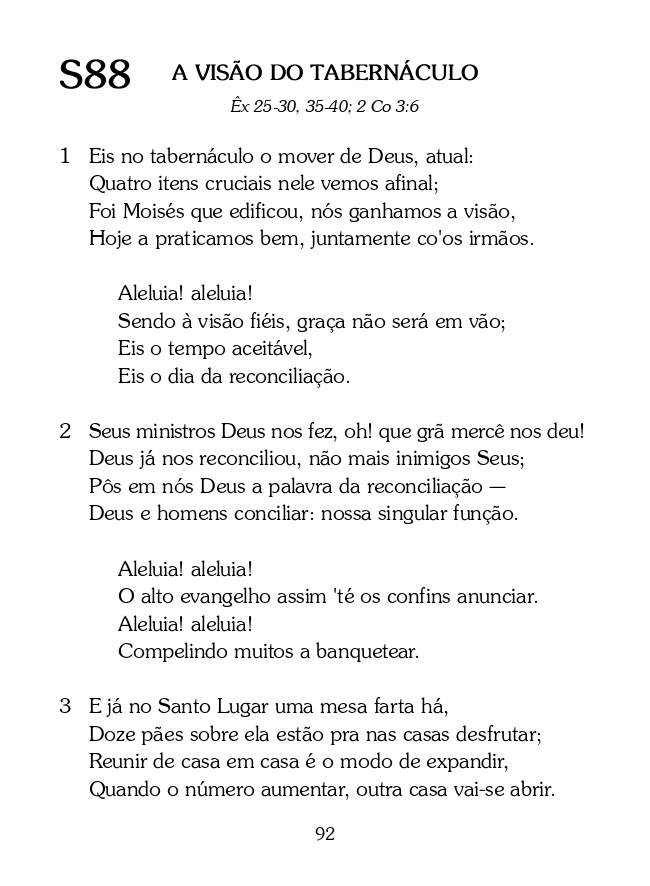 S88 A VISÃO DO TABERNÁCULO
Êx 25-30, 35-40; 2 Co 3:6
1 Eis no tabernáculo o mover de Deus, atual:
Quatro itens cruciais nele vemos afinal;
Foi Moisés que edificou, nós ganhamos a visão,
Hoje a praticamos bem, juntamente co'os irmãos.
Aleluia! aleluia!
Sendo à visão fiéis, graça não será em vão;
Eis o tempo aceitável,
Eis o dia da reconciliação.
2 Seus ministros Deus nos fez, oh! que grã mercê nos deu!
Deus já nos reconciliou, não mais inimigos Seus;
Pôs em nós Deus a palavra da reconciliação —
Deus e homens conciliar: nossa singular função.
Aleluia! aleluia!
O alto evangelho assim 'té os confins anunciar.
Aleluia! aleluia!
Compelindo muitos a banquetear.
3 E já no Santo Lugar uma mesa farta há,
Doze pães sobre ela estão pra nas casas desfrutar;
Reunir de casa em casa é o modo de expandir,
Quando o número aumentar, outra casa vai-se abrir.
92